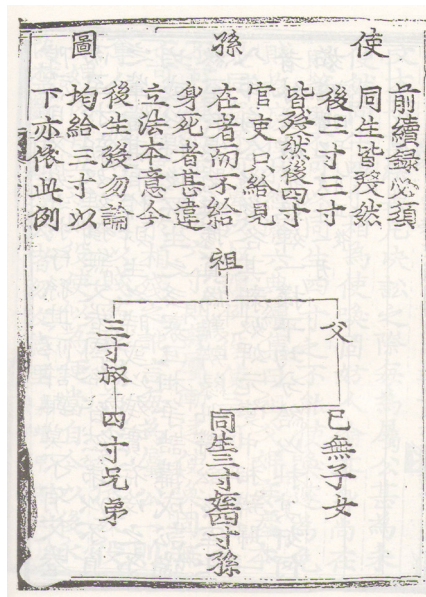 使孫圖
前續錄必須
同生皆歿然
後三寸三寸
皆歿然後四寸
官吏只給見
在者而不給
身死者甚違
立法本意今
後生歿勿論
均給三寸以
下亦依此例
祖
父
己無子女
同生三寸姪四寸孫
三寸叔
四寸兄弟